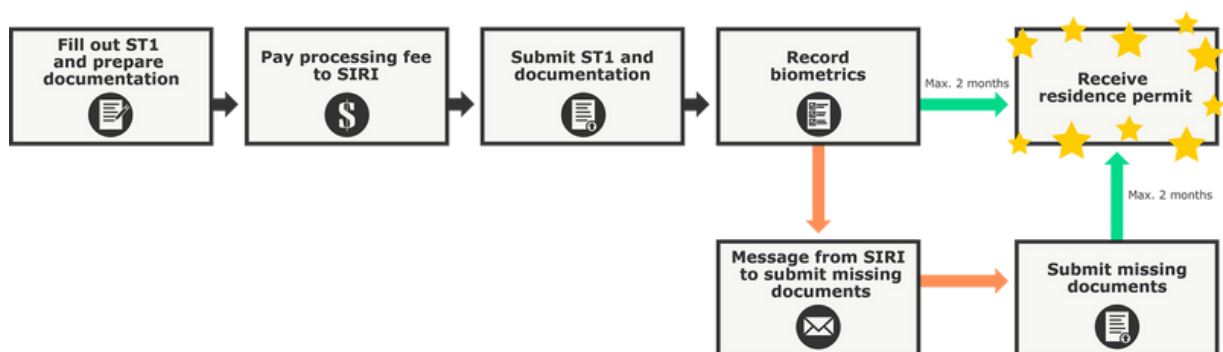 Fill out ST1
and prepare
documentation
Pay processing fee
to SIRI
$
Submit ST1 and
documentation
Record
biometrics
Max. 2 months
Receive
residence permit
Max. 2 months
Message from SIRI
to submit missing
documents
Submit missing
documents